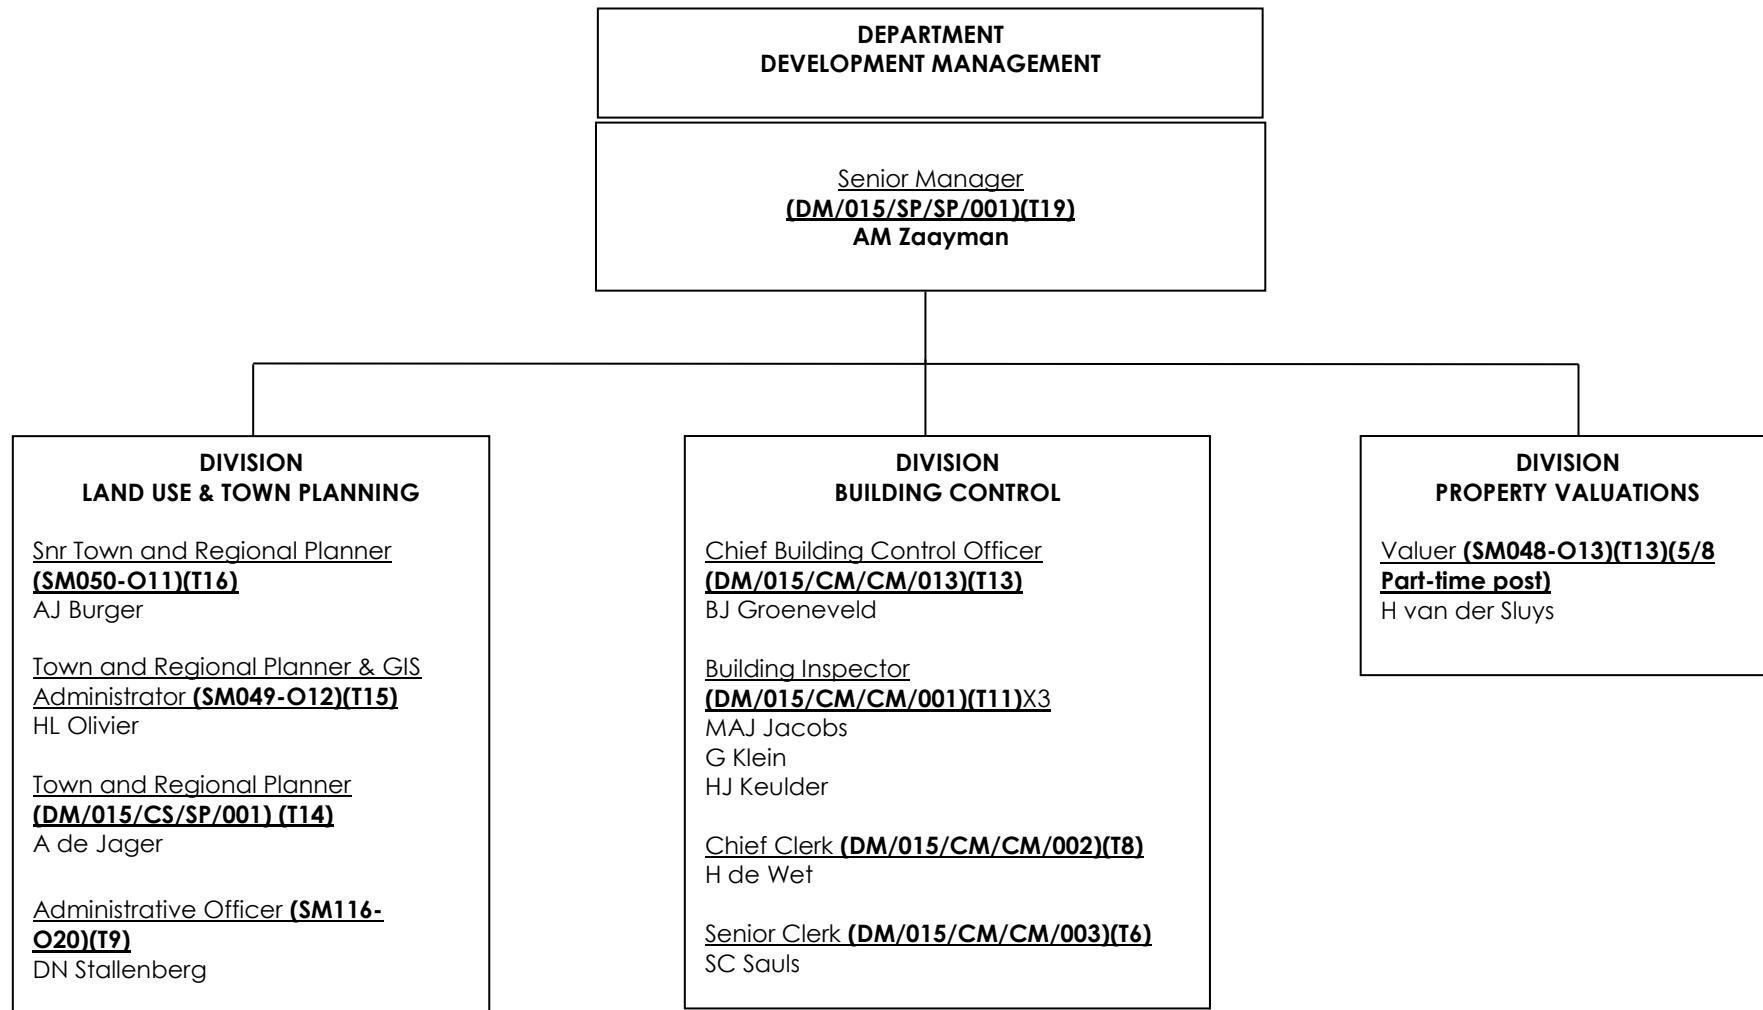 DEPARTMENT
DEVELOPMENT MANAGEMENT
Senior Manager
(DM/015/SP/SP/001)(T19)
AM Zaayman
DIVISION
LAND USE & TOWN PLANNING
Snr Town and Regional Planner
(SM050-O11)(T16)
AJ Burger
Town and Regional Planner & GIS
Administrator (SM049-O12)(T15)
HL Olivier
Town and Regional Planner
(DM/015/CS/SP/001) (T14)
A de Jager
Administrative Officer (SM116-
O20)(T9)
DN Stallenberg
DIVISION
BUILDING CONTROL
Chief Building Control Officer
(DM/015/CM/CM/013)(T13)
BJ Groeneveld
Building Inspector
(DM/015/CM/CM/001)(T11)X3
MAJ Jacobs
G Klein
HJ Keulder
Chief Clerk (DM/015/CM/CM/002)(T8)
H de Wet
Senior Clerk (DM/015/CM/CM/003)(T6)
SC Sauls
DIVISION
PROPERTY VALUATIONS
Valuer (SM048-O13)(T13)(5/8
Part-time post)
H van der Sluys